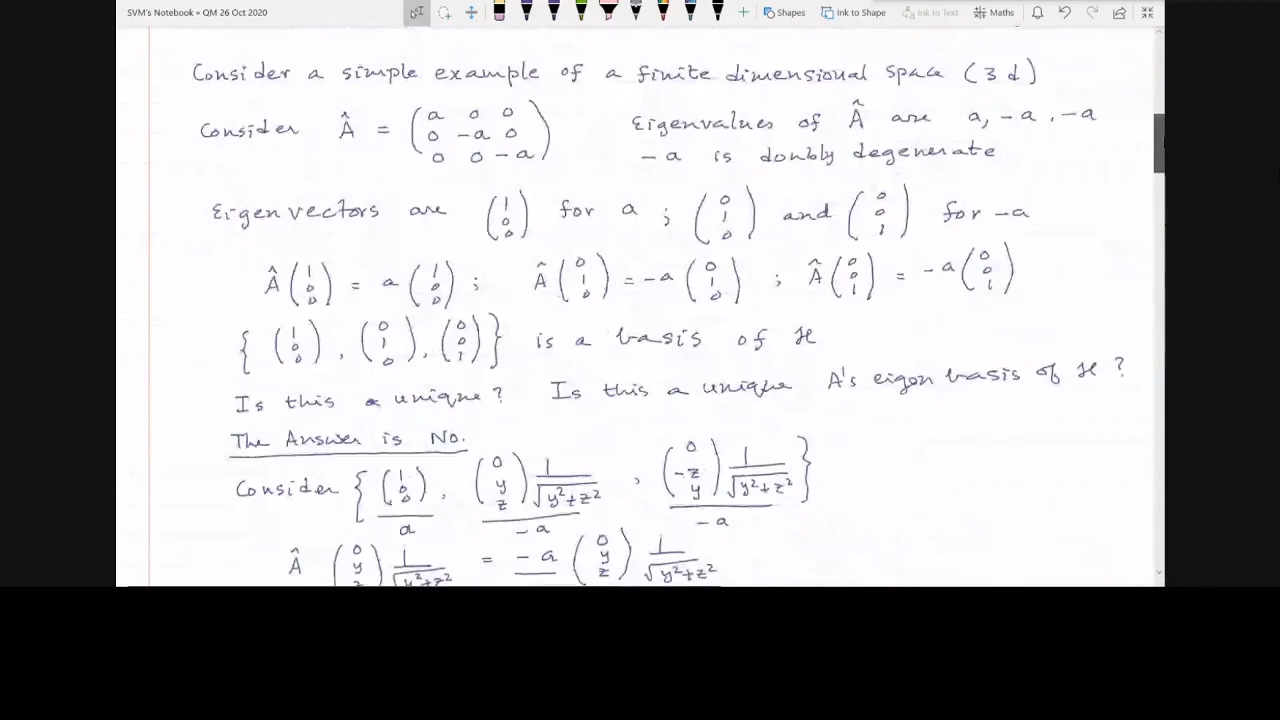 SVM's Notebook » QM 26 Oct 2020
Shapes Ink to Shape Ink to Text Maths
Consider a simple example of a finite dimensional space (3 d)
Consider Â = ( a 0 0 ; 0 -a 0 ; 0 0 -a ) Eigenvalues of Â are a, -a, -a
-a is doubly degenerate
Eigenvectors are ( 1 ; 0 ; 0 ) for a ; ( 0 ; 1 ; 0 ) and ( 0 ; 0 ; 1 ) for -a
Â ( 1 ; 0 ; 0 ) = a ( 1 ; 0 ; 0 ) ; Â ( 0 ; 1 ; 0 ) = -a ( 0 ; 1 ; 0 ) ; Â ( 0 ; 0 ; 1 ) = -a ( 0 ; 0 ; 1 )
{ ( 1 ; 0 ; 0 ), ( 0 ; 1 ; 0 ), ( 0 ; 0 ; 1 ) } is a basis of ℋ
Is this a unique? Is this a unique A's eigen basis of ℋ ?
The Answer is No.
Consider { ( 1 ; 0 ; 0 ), ( 0 ; y ; z ) 1/√y²+z² , ( 0 ; -z ; y ) 1/√y²+z² }
a -a -a
Â ( 0 ; y ; z ) 1/√y²+z² = -a ( 0 ; y ; z ) 1/√y²+z²